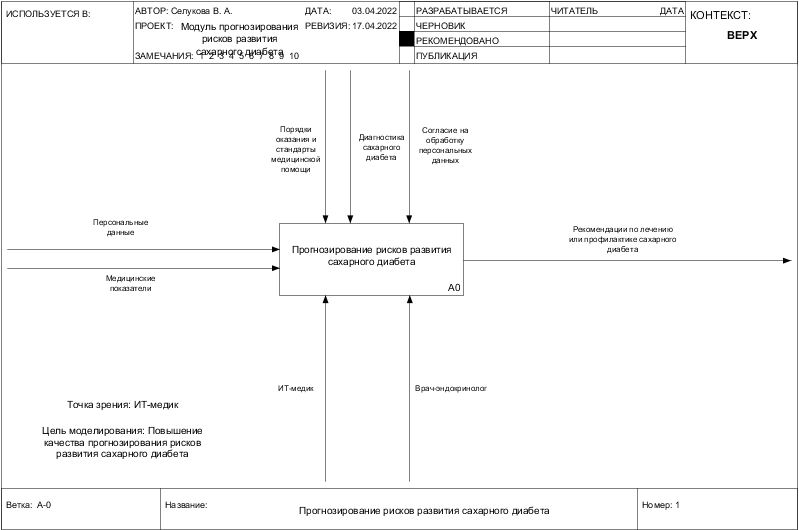 ИСПОЛЬЗУЕТСЯ В:
АВТОР: Селукова В. А.
ДАТА: 03.04.2022
ПРОЕКТ: Модуль прогнозирования
рисков развития
сахарного диабета
РЕВИЗИЯ: 17.04.2022
ЗАМЕЧАНИЯ: 1 2 3 4 5 6 7 8 9 10
РАЗРАБАТЫВАЕТСЯ
ЧЕРНОВИК
РЕКОМЕНДОВАНО
ПУБЛИКАЦИЯ
ЧИТАТЕЛЬ
ДАТА
КОНТЕКСТ:
ВЕРХ
Порядки
оказания и
стандарты
медицинской
помощи
Диагностика
сахарного
диабета
Согласие на
обработку
персональных
данных
Персональные
данные
Медицинские
показатели
Прогнозирование рисков развития
сахарного диабета
A0
Рекомендации по лечению
или профилактике сахарного
диабета
ИТ-медик
Врач-эндокринолог
Точка зрения: ИТ-медик
Цель моделирования: Повышение
качества прогнозирования рисков
развития сахарного диабета
Ветка: А-0
Название:
Прогнозирование рисков развития сахарного диабета
Номер: 1